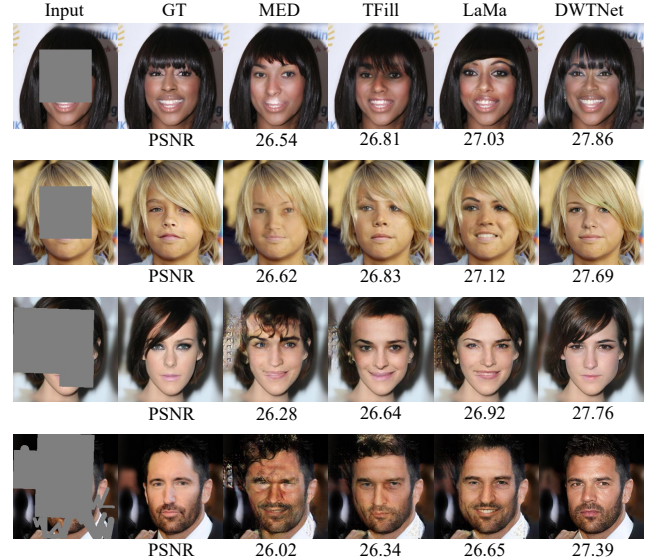 Input GT MED TFill LaMa DWTNet
PSNR 26.54 26.81 27.03 27.86
PSNR 26.62 26.83 27.12 27.69
PSNR 26.28 26.64 26.92 27.76
PSNR 26.02 26.34 26.65 27.39